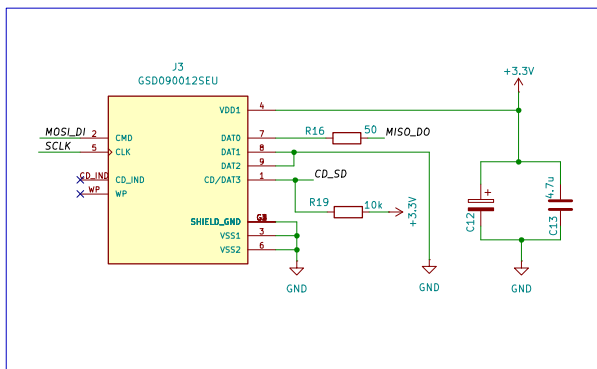 J3
GSD090012SEU
+3.3V
VDD1 4
MOSI_DI 2 CMD
DAT0 7 R16 50 MISO_DO
SCLK 5 CLK
DAT1 8
DAT2 9
CD_IND CD_IND
CD/DAT3 1 CD_SD
WP WP
R19 10k +3.3V
C12 +
C13 4.7u
SHIELD_GND
VSS1 3
VSS2 6
GND
GND
GND